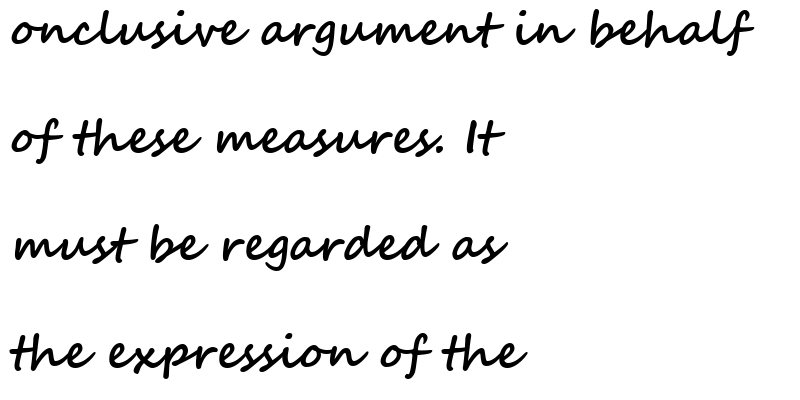 onclusive argument in behalf
of these measures. It
must be regarded as
the expression of the